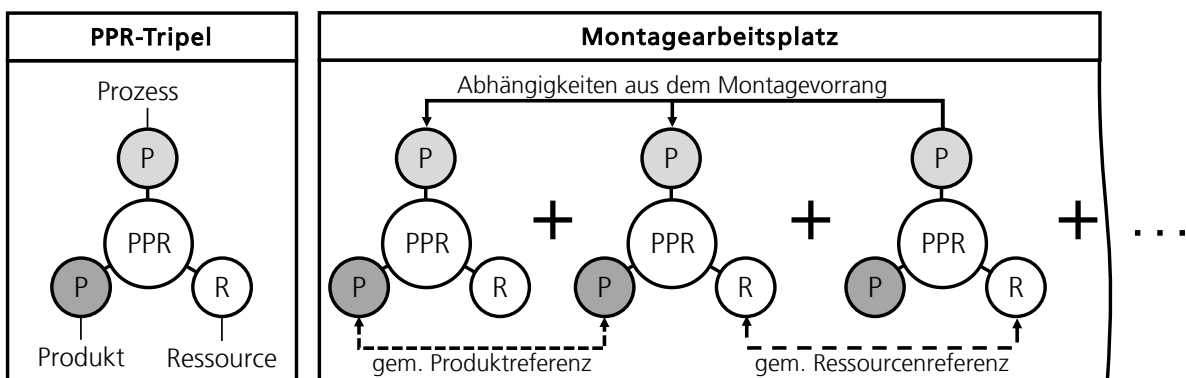 PPR-Tripel
Prozess
P
PPR
P
R
Produkt
Ressource
Montagearbeitsplatz
Abhängigkeiten aus dem Montagevorrang
P
P
P
PPR
+
PPR
+
PPR
+
...
P
R
P
R
P
R
gem. Produktreferenz
gem. Ressourcenreferenz